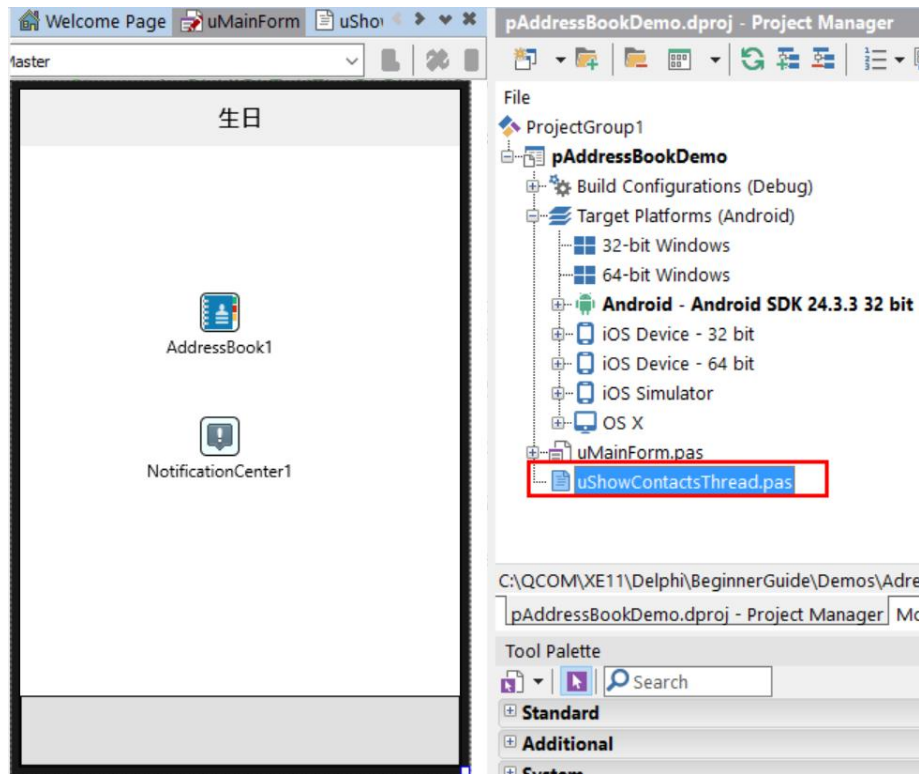 Welcome Page uMainForm uShov
Master
生日
AddressBook1
NotificationCenter1
pAddressBookDemo.dproj - Project Manager
File
ProjectGroup1
pAddressBookDemo
Build Configurations (Debug)
Target Platforms (Android)
32-bit Windows
64-bit Windows
Android - Android SDK 24.3.3 32 bit
iOS Device - 32 bit
iOS Device - 64 bit
iOS Simulator
OS X
uMainForm.pas
uShowContactsThread.pas
C:\QCOM\XE11\Delphi\BeginnerGuide\Demos\Adre
pAddressBookDemo.dproj - Project Manager Mo
Tool Palette
Search
Standard
Additional
System